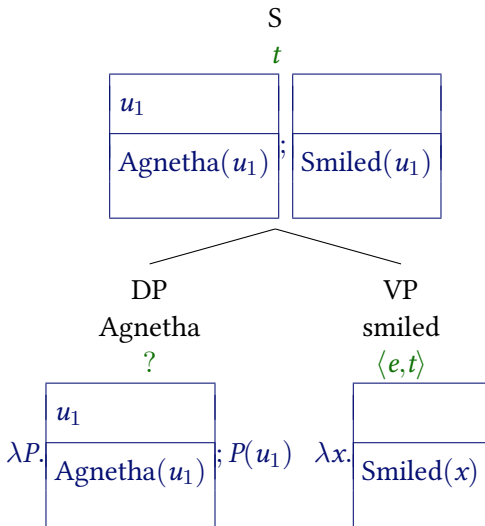 S
t
u₁
Agnetha(u₁) ; Smiled(u₁)
DP VP
Agnetha smiled
? ⟨e,t⟩
u₁
λP. Agnetha(u₁) ; P(u₁) λx. Smiled(x)